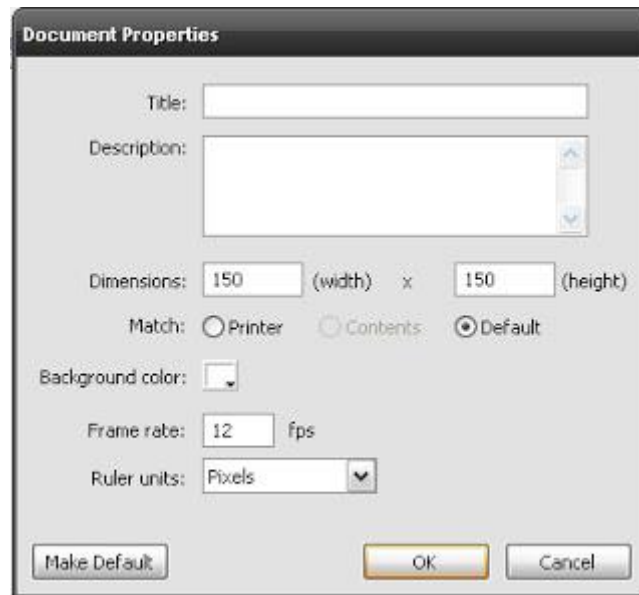 Document Properties
Title:
Description:
Dimensions: 150 (width) x 150 (height)
Match: Printer Contents Default
Background color:
Frame rate: 12 fps
Ruler units: Pixels
Make Default OK Cancel